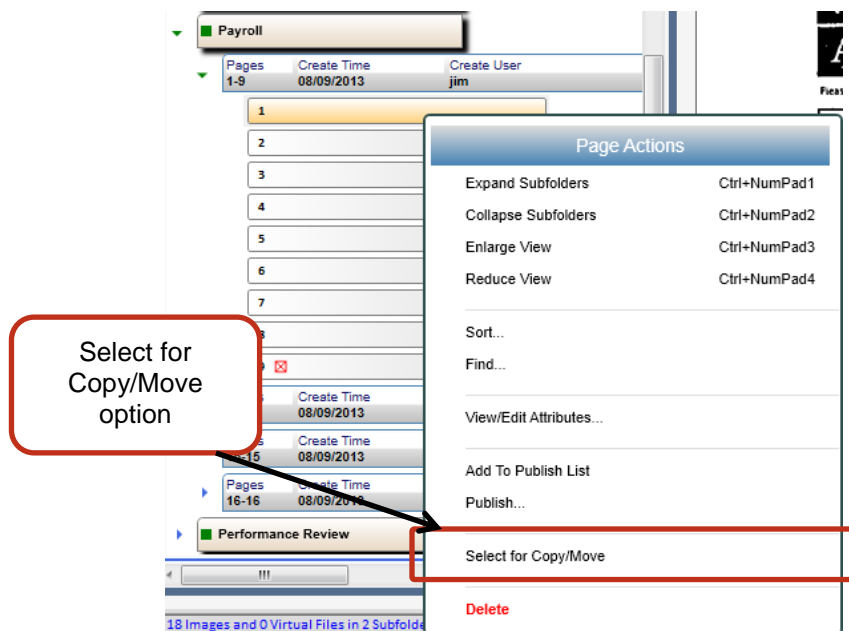 Payroll
Pages Create Time Create User
1-9 08/09/2013 jim
1
2
3
4
5
6
7
Select for
Copy/Move
option
Create Time
08/09/2013
Create Time
-15 08/09/2013
Pages Create Time
16-16 08/09/2013
Performance Review
18 Images and 0 Virtual Files in 2 Subfolde
Page Actions
Expand Subfolders Ctrl+NumPad1
Collapse Subfolders Ctrl+NumPad2
Enlarge View Ctrl+NumPad3
Reduce View Ctrl+NumPad4
Sort...
Find...
View/Edit Attributes...
Add To Publish List
Publish...
Select for Copy/Move
Delete